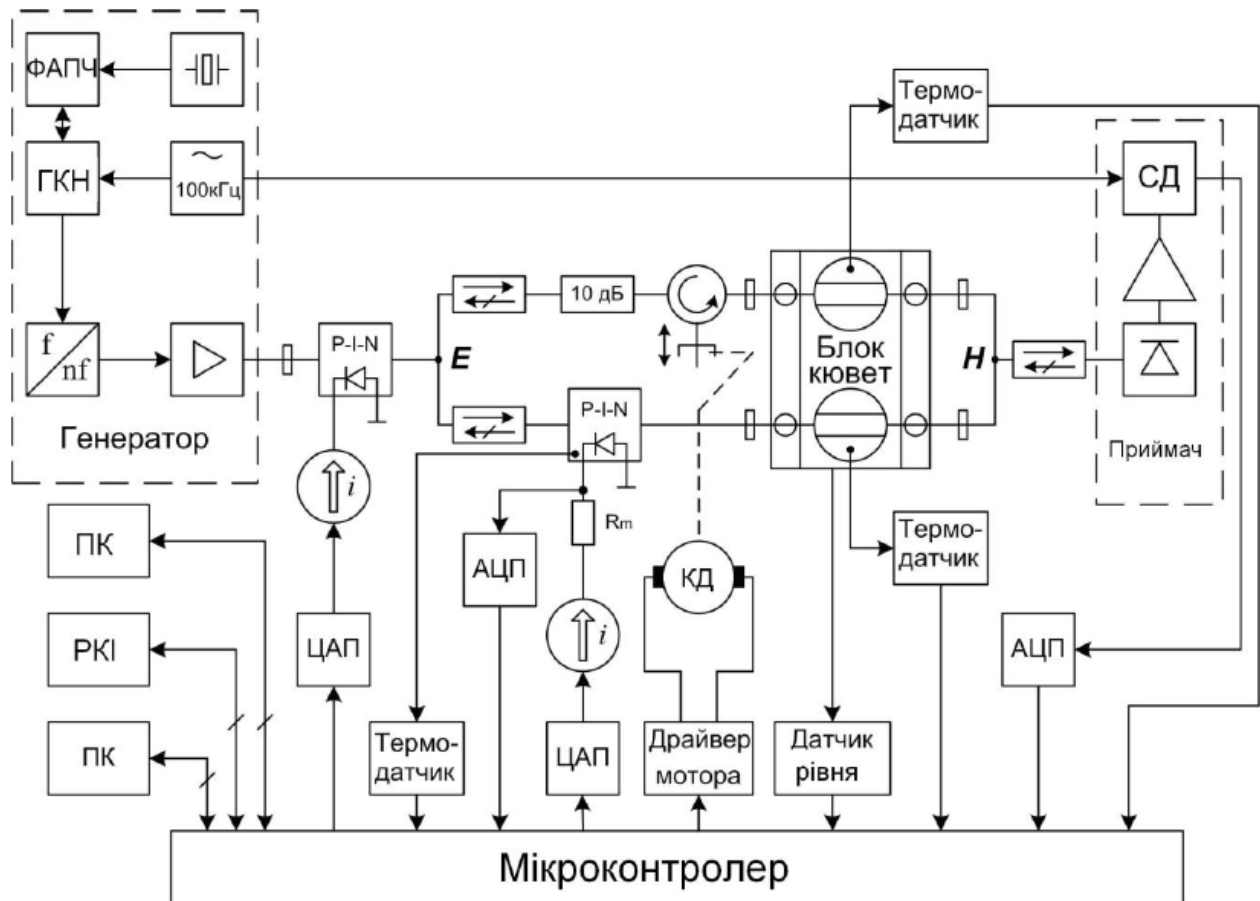 ФАПЧ
ГКН
~
100кГц
f
nf
Генератор
P-I-N
i
E
10 дБ
P-I-N
Rm
i
Термо-
датчик
СД
Приймач
Блок
кювет
H
Термо-
датчик
ПК
РКІ
ПК
ЦАП
АЦП
Термо-
датчик
ЦАП
КД
Драйвер
мотора
Датчик
рівня
АЦП
Мікроконтролер